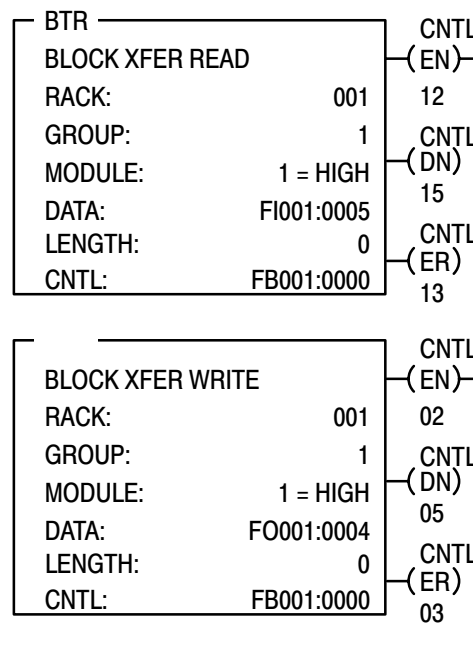 BTR
BLOCK XFER READ
RACK: 001
GROUP: 1
MODULE: 1 = HIGH
DATA: FI001:0005
LENGTH: 0
CNTL: FB001:0000
CNTL
(EN)
12
CNTL
(DN)
15
CNTL
(ER)
13
BLOCK XFER WRITE
RACK: 001
GROUP: 1
MODULE: 1 = HIGH
DATA: FO001:0004
LENGTH: 0
CNTL: FB001:0000
CNTL
(EN)
02
CNTL
(DN)
05
CNTL
(ER)
03